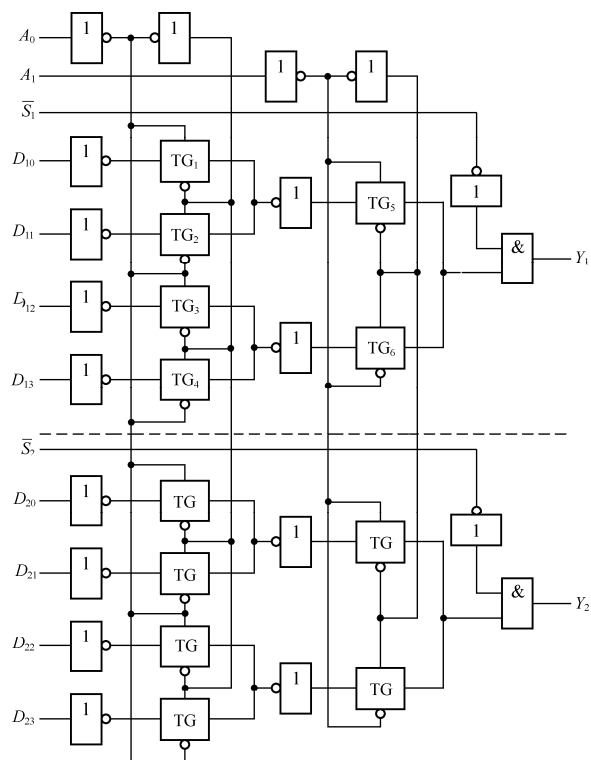 A₀ 1 1
A₁ 1 1
S̅₁
D₁₀ 1 TG₁
1 TG₅ 1
D₁₁ 1 TG₂
& Y₁
D₁₂ 1 TG₃
1 TG₆
D₁₃ 1 TG₄
S̅₂
D₂₀ 1 TG
1 TG 1
D₂₁ 1 TG
& Y₂
D₂₂ 1 TG
1 TG
D₂₃ 1 TG